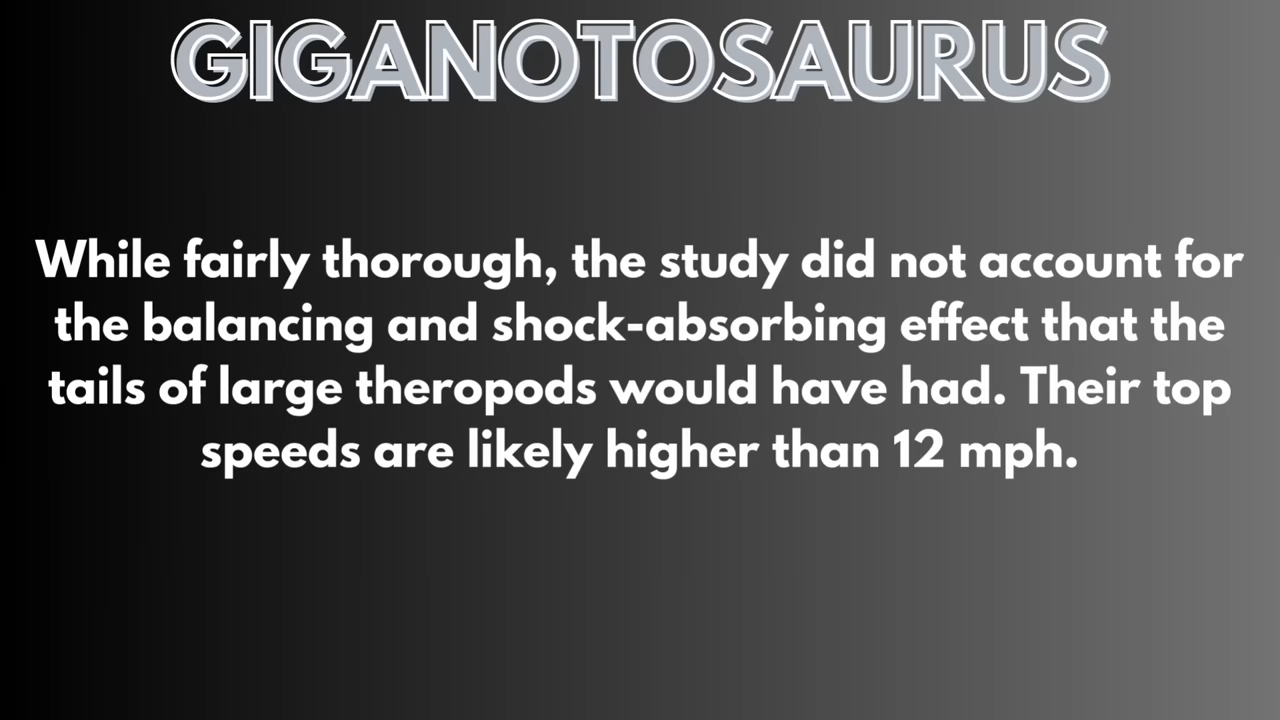 GIGANOTOSAURUS
While fairly thorough, the study did not account for
the balancing and shock-absorbing effect that the
tails of large theropods would have had. Their top
speeds are likely higher than 12 mph.